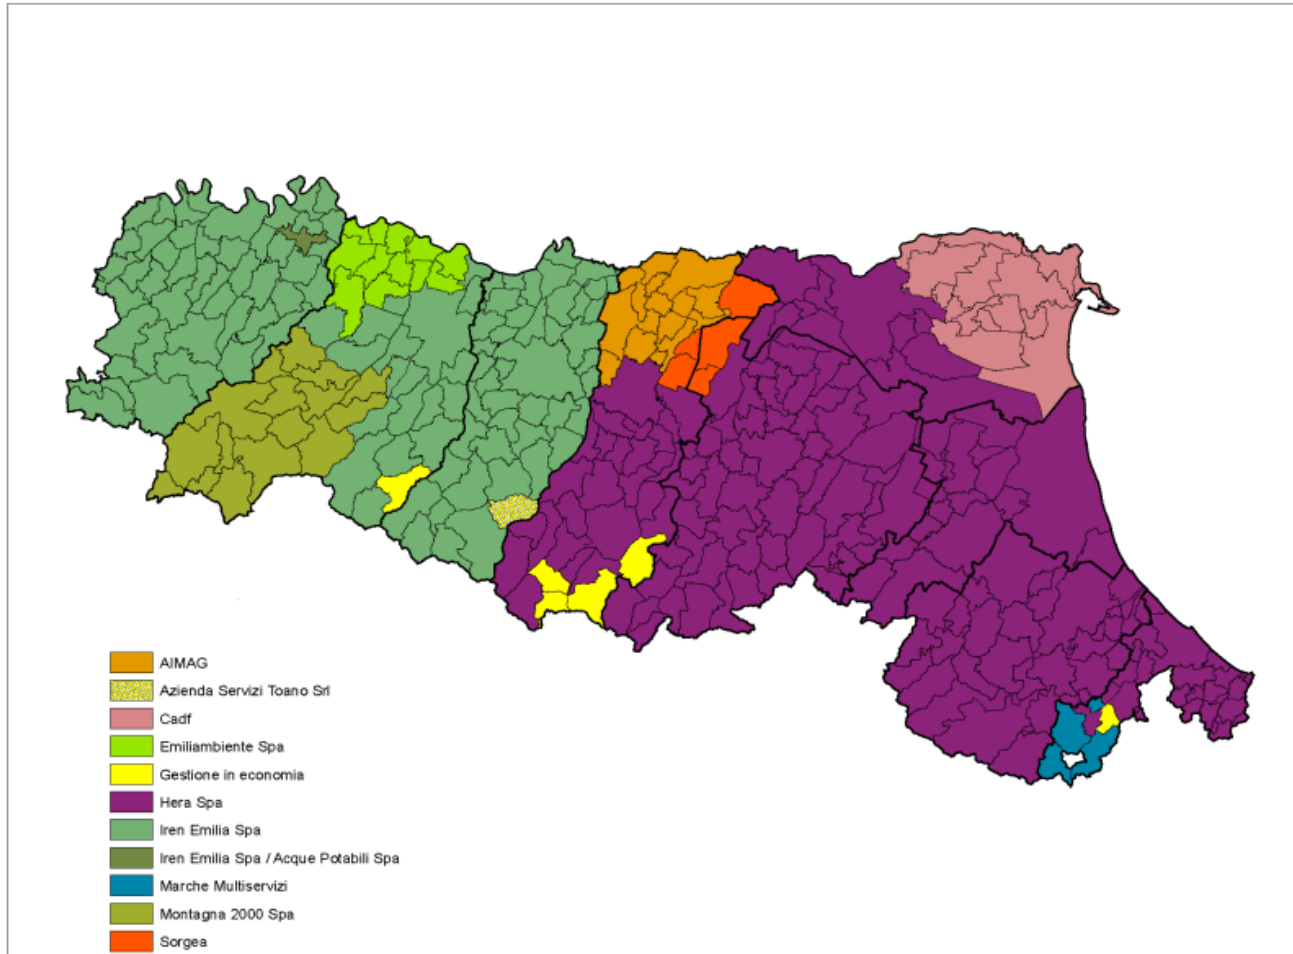 AIMAG
Azienda Servizi Toano Srl
Cadf
Emiliambiente Spa
Gestione in economia
Hera Spa
Iren Emilia Spa
Iren Emilia Spa / Acque Potabili Spa
Marche Multiservizi
Montagna 2000 Spa
Sorgea